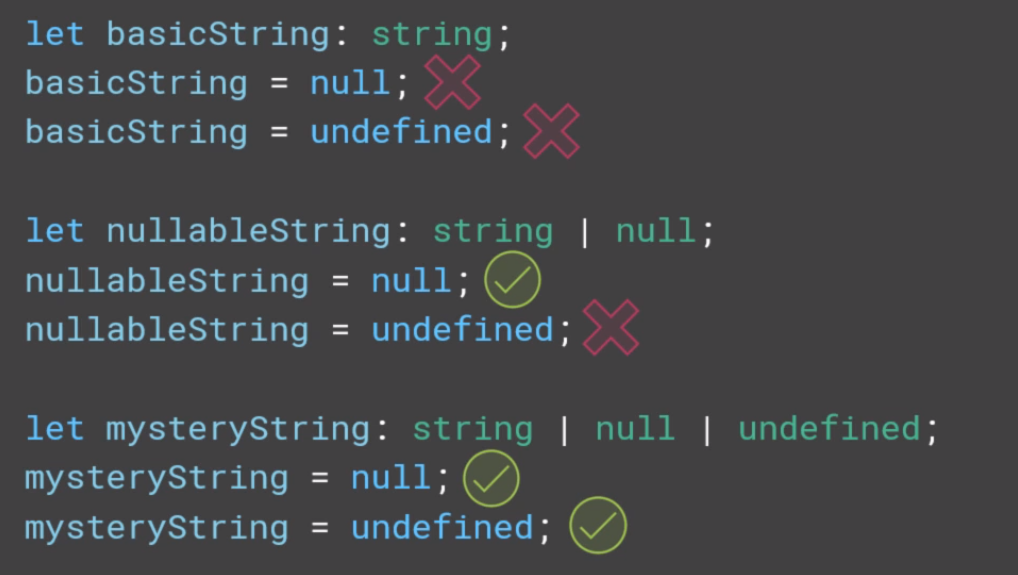 let basicString: string;
basicString = null;
basicString = undefined;
let nullableString: string | null;
nullableString = null;
nullableString = undefined;
let mysteryString: string | null | undefined;
mysteryString = null;
mysteryString = undefined;